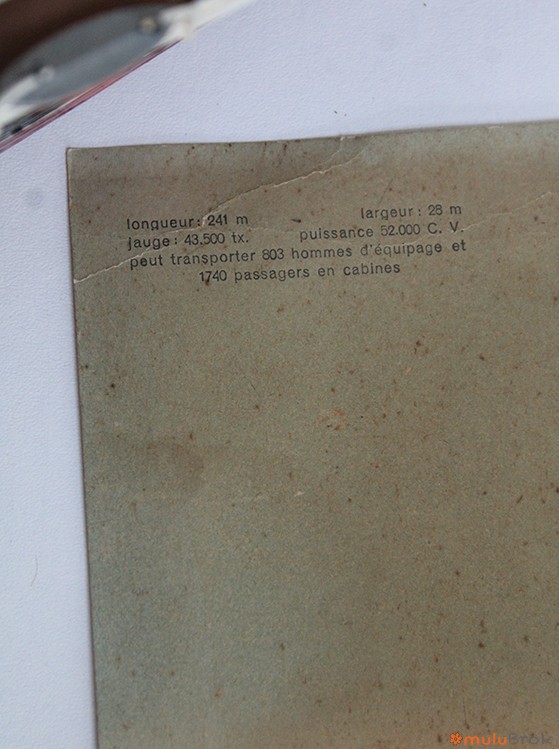 longueur: 241 m largeur: 28 m
jauge: 43.500 tx. puissance 52.000 C. V.
peut transporter 803 hommes d'équipage et
1740 passagers en cabines
muluBrok